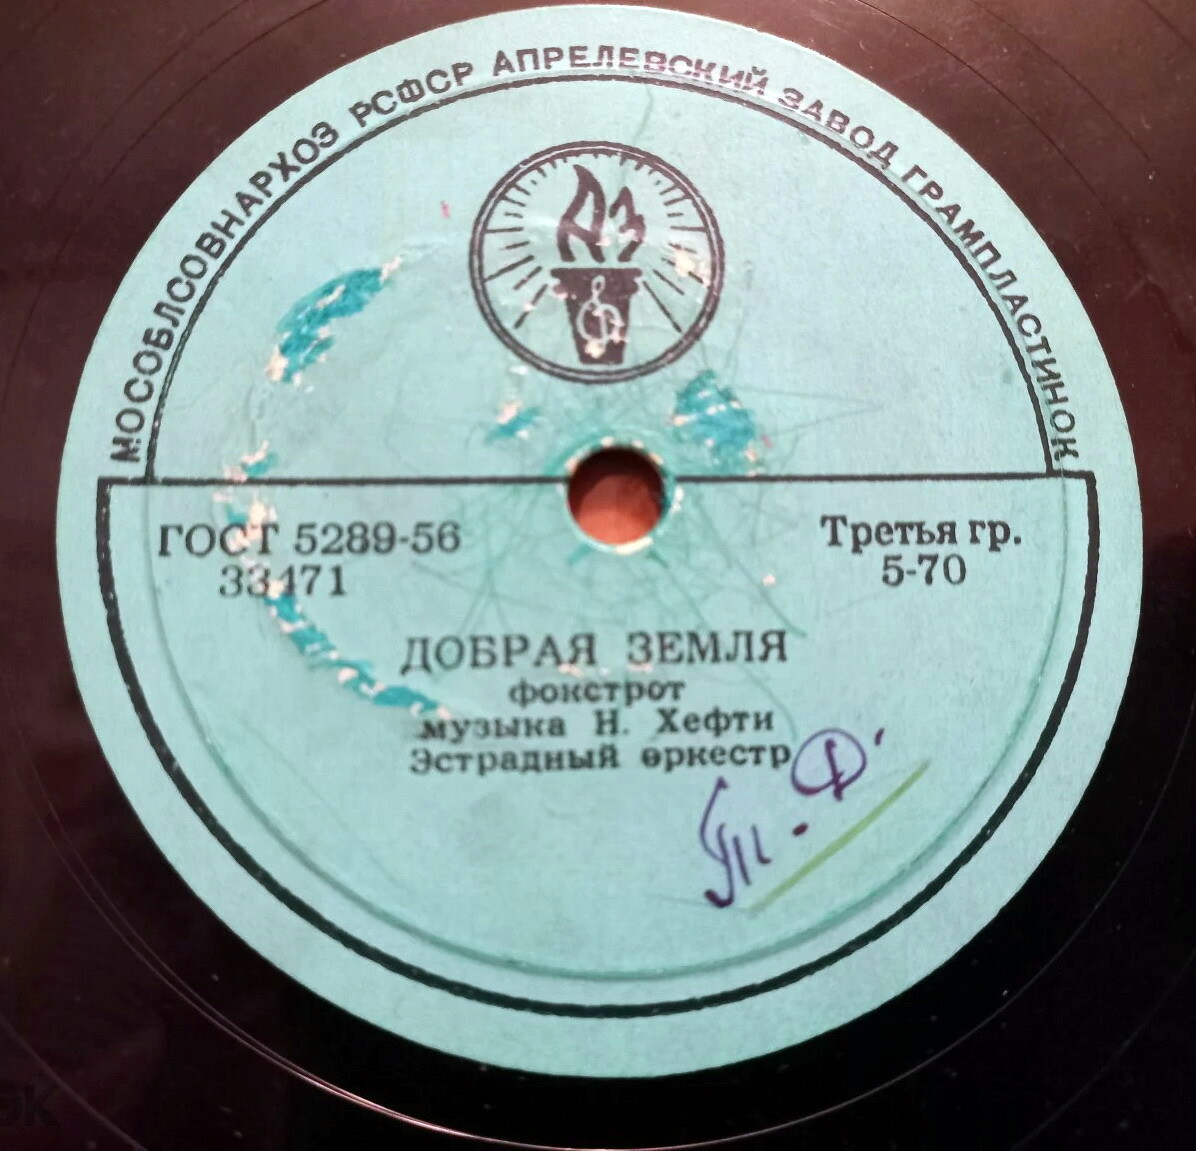 МОСОБЛСОВНАРХОЗ РСФСР АПРЕЛЕВСКИЙ ЗАВОД ГРАМПЛАСТИНОК
АЗ
ГОСТ 5289-56
33471
Третья гр.
5-70
ДОБРАЯ ЗЕМЛЯ
фокстрот
музыка Н. Хефти
Эстрадный оркестр